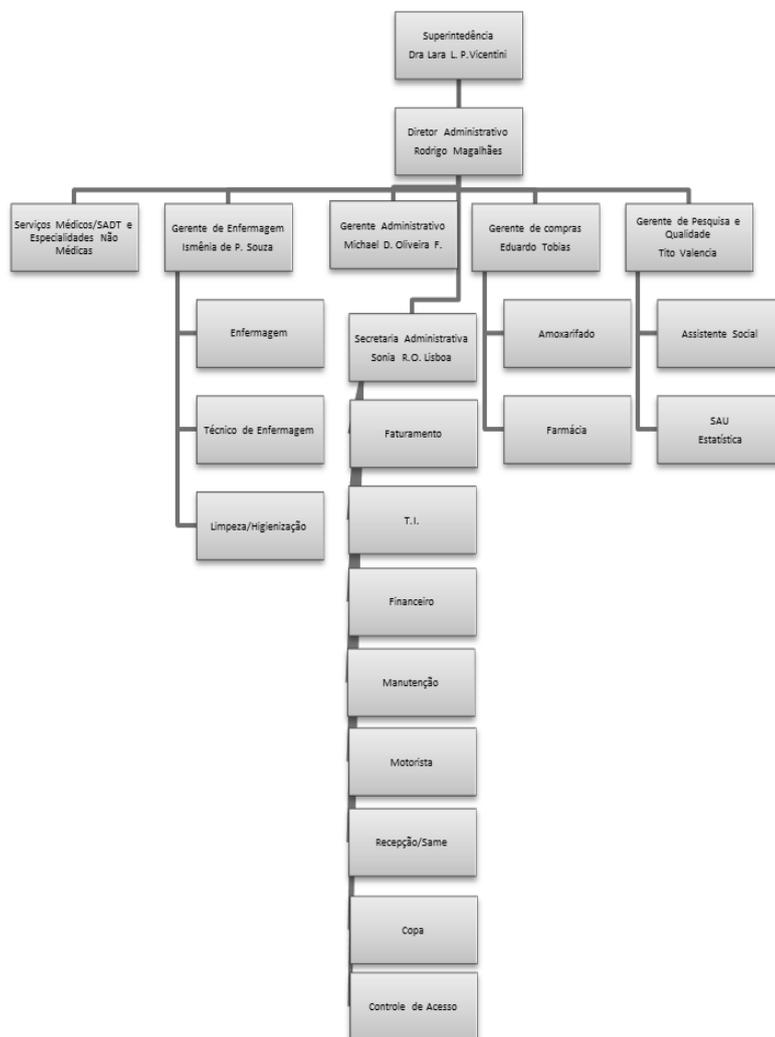 Superintedência
Dra Lara L. P.Vicentini
Diretor Administrativo
Rodrigo Magalhães
Serviços Médicos/SADT e
Especialidades Não
Médicas
Gerente de Enfermagem
Ismênia de P. Souza
Gerente Administrativo
Michael D. Oliveira F.
Gerente de compras
Eduardo Tobias
Gerente de Pesquisa e
Qualidade
Tito Valencia
Enfermagem
Técnico de Enfermagem
Limpeza/Higienização
Secretaria Administrativa
Sonia R.O. Lisboa
Faturamento
T.I.
Financeiro
Manutenção
Motorista
Recepção/Same
Copa
Controle de Acesso
Amoxarifado
Farmácia
Assistente Social
SAU
Estatística